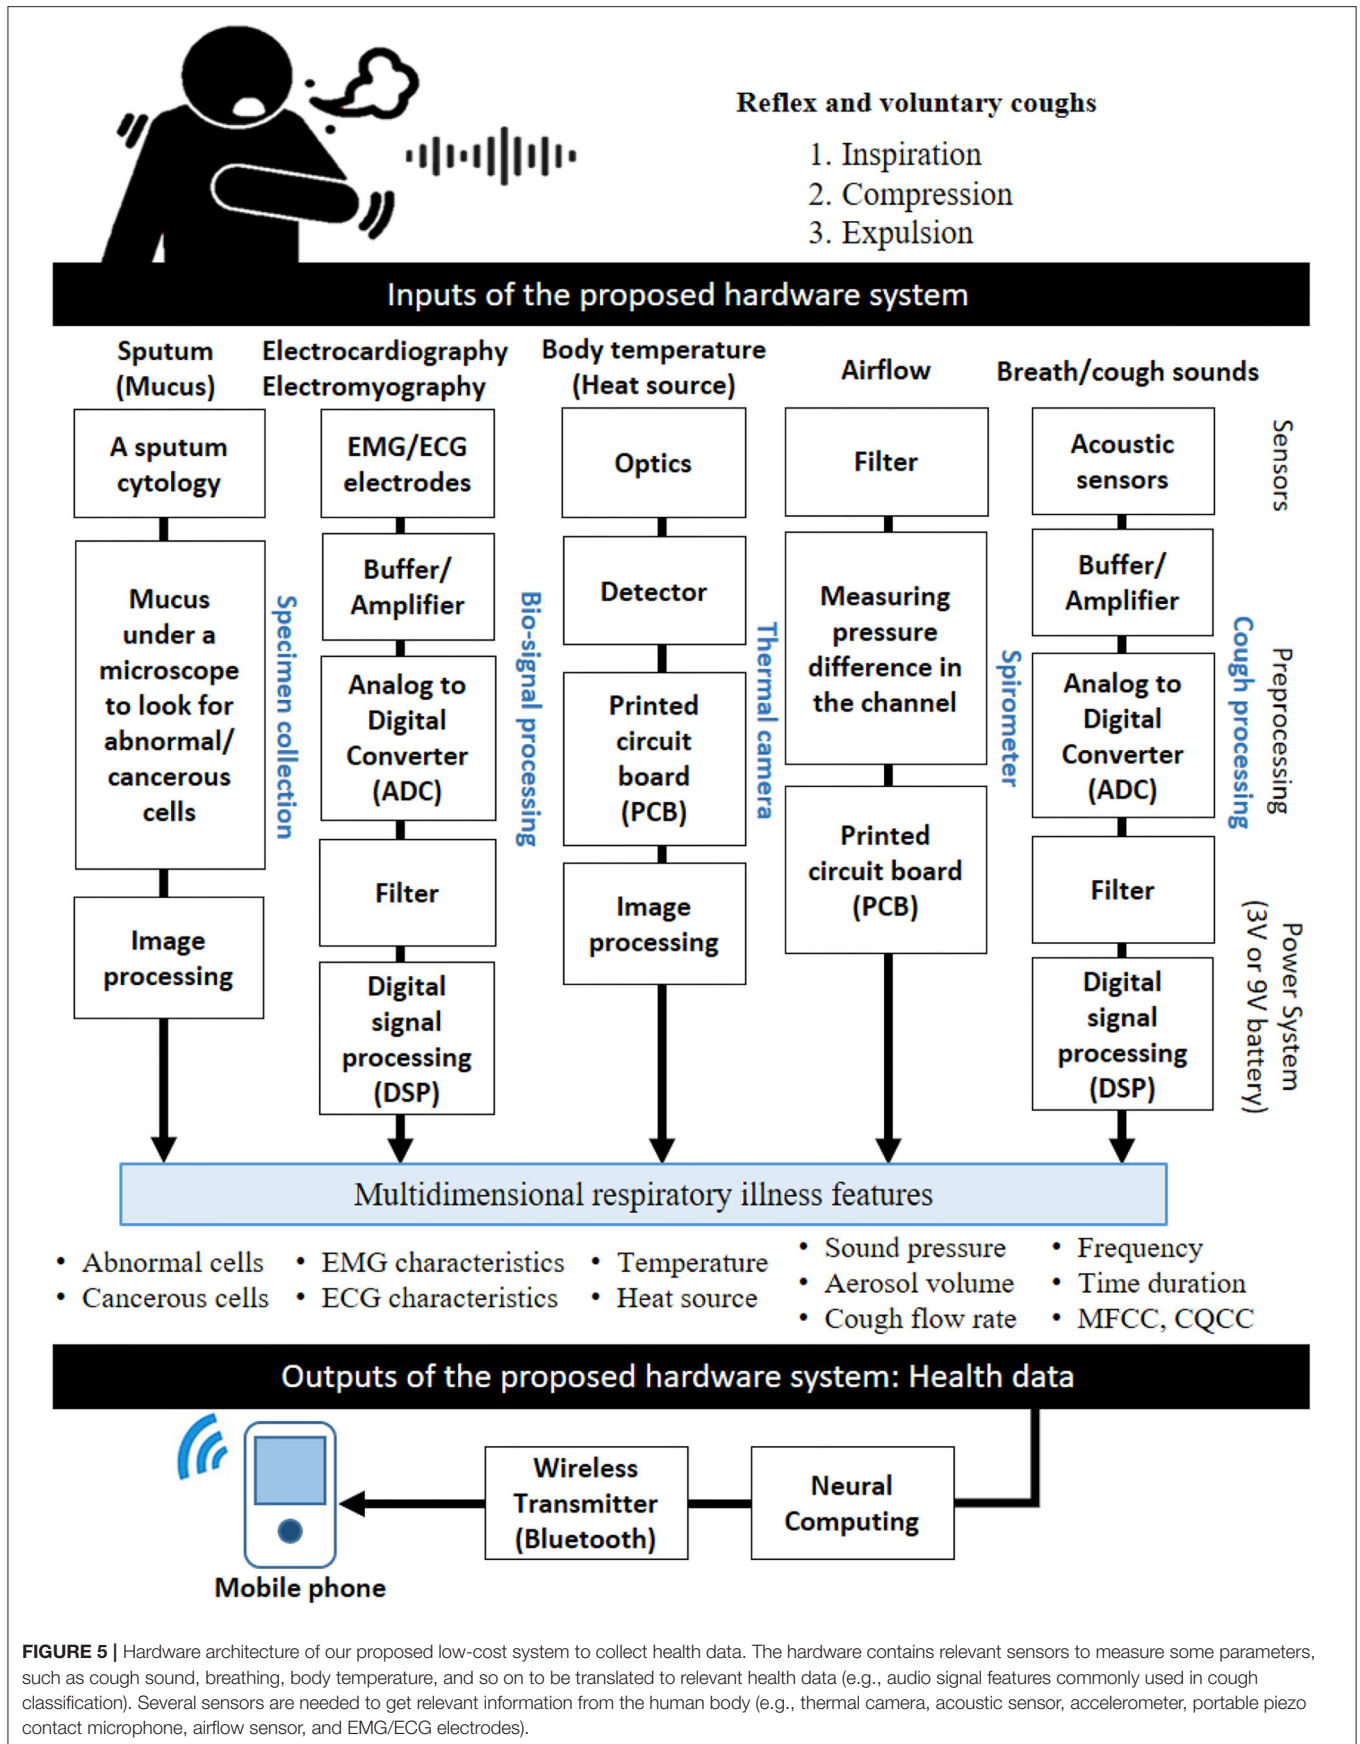 Reflex and voluntary coughs
1. Inspiration
2. Compression
3. Expulsion
Inputs of the proposed hardware system
Sputum
(Mucus)
A sputum
cytology
Mucus
under a
microscope
to look for
abnormal/
cancerous
cells
Image
processing
Specimen collection
Electrocardiography
Electromyography
EMG/ECG
electrodes
Buffer/
Amplifier
Analog to
Digital
Converter
(ADC)
Filter
Digital
signal
processing
(DSP)
Bio-signal processing
Body temperature
(Heat source)
Optics
Detector
Printed
circuit
board
(PCB)
Image
processing
Thermal camera
Airflow
Filter
Measuring
pressure
difference in
the channel
Printed
circuit board
(PCB)
Spirometer
Breath/cough sounds
Acoustic
sensors
Buffer/
Amplifier
Analog to
Digital
Converter
(ADC)
Filter
Digital
signal
processing
(DSP)
Cough processing
Sensors
Preprocessing
Power System
(3V or 9V battery)
Multidimensional respiratory illness features
• Abnormal cells
• Cancerous cells
• EMG characteristics
• ECG characteristics
• Temperature
• Heat source
• Sound pressure
• Aerosol volume
• Cough flow rate
• Frequency
• Time duration
• MFCC, CQCC
Outputs of the proposed hardware system: Health data
Neural
Computing
Wireless
Transmitter
(Bluetooth)
Mobile phone
FIGURE 5 | Hardware architecture of our proposed low-cost system to collect health data. The hardware contains relevant sensors to measure some parameters,
such as cough sound, breathing, body temperature, and so on to be translated to relevant health data (e.g., audio signal features commonly used in cough
classification). Several sensors are needed to get relevant information from the human body (e.g., thermal camera, acoustic sensor, accelerometer, portable piezo
contact microphone, airflow sensor, and EMG/ECG electrodes).